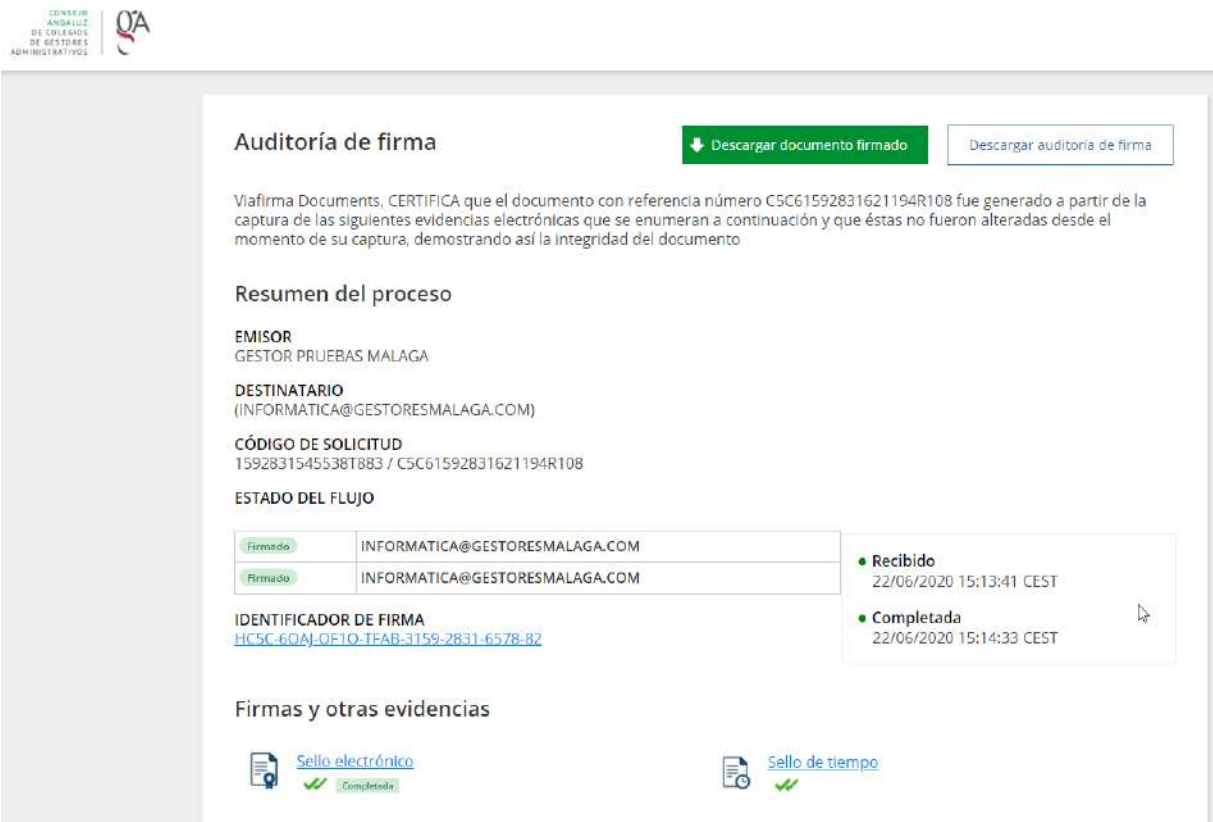 CONSEJO
ANDALUZ
DE COLEGIOS
DE GESTORES
ADMINISTRATIVOS
gA
Auditoría de firma
Descargar documento firmado
Descargar auditoría de firma
Viafirma Documents, CERTIFICA que el documento con referencia número C5C61592831621194R108 fue generado a partir de la
captura de las siguientes evidencias electrónicas que se enumeran a continuación y que éstas no fueron alteradas desde el
momento de su captura, demostrando así la integridad del documento
Resumen del proceso
EMISOR
GESTOR PRUEBAS MALAGA
DESTINATARIO
(INFORMATICA@GESTORESMALAGA.COM)
CÓDIGO DE SOLICITUD
1592831545538T883 / C5C61592831621194R108
ESTADO DEL FLUJO
Firmado INFORMATICA@GESTORESMALAGA.COM
Firmado INFORMATICA@GESTORESMALAGA.COM
Recibido
22/06/2020 15:13:41 CEST
Completada
22/06/2020 15:14:33 CEST
IDENTIFICADOR DE FIRMA
HC5C-6OAJ-OF1O-TFAB-3159-2831-6578-82
Firmas y otras evidencias
Sello electrónico
Completada
Sello de tiempo